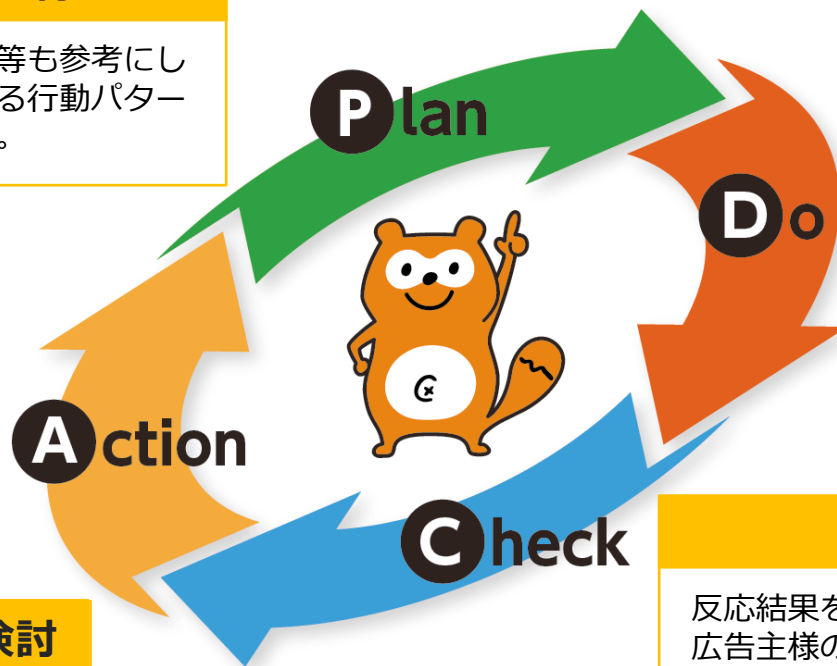 等も参考にし
る行動パター
。
Plan
Do
Action
Check
検討
反応結果を
広告主様の